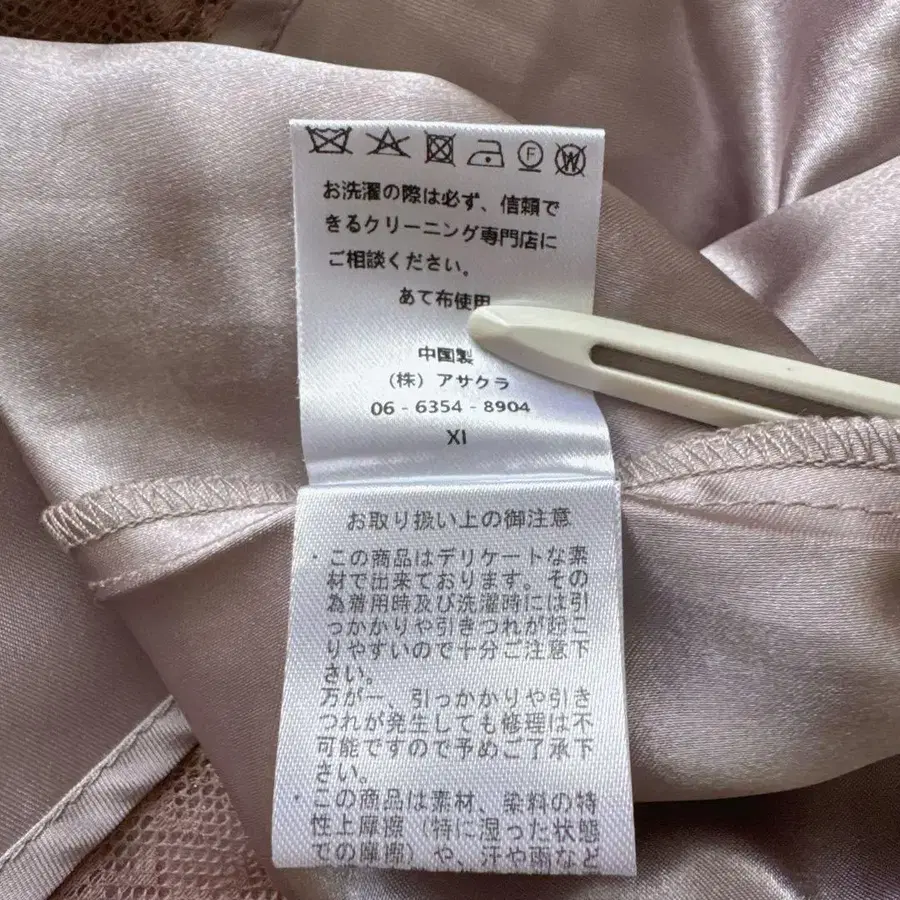 F W
お洗濯の際は必ず、信頼で
きるクリーニング専門店に
ご相談ください。
あて布使用
中国製
(株) アサクラ
06 - 6354 - 8904
XI
お取り扱い上の御注意
・この商品はデリケートな素
材で出来ております。その
為着用時及び洗濯時には引
っかかりや引きつれが起こ
りやすいので十分ご注意下
さい。
万が一、引っかかりや引き
つれが発生しても修理は不
可能ですので予めご了承下
さい。
・この商品は素材、染料の特
性上摩擦(特に湿った状態
での摩擦)や、汗や雨など